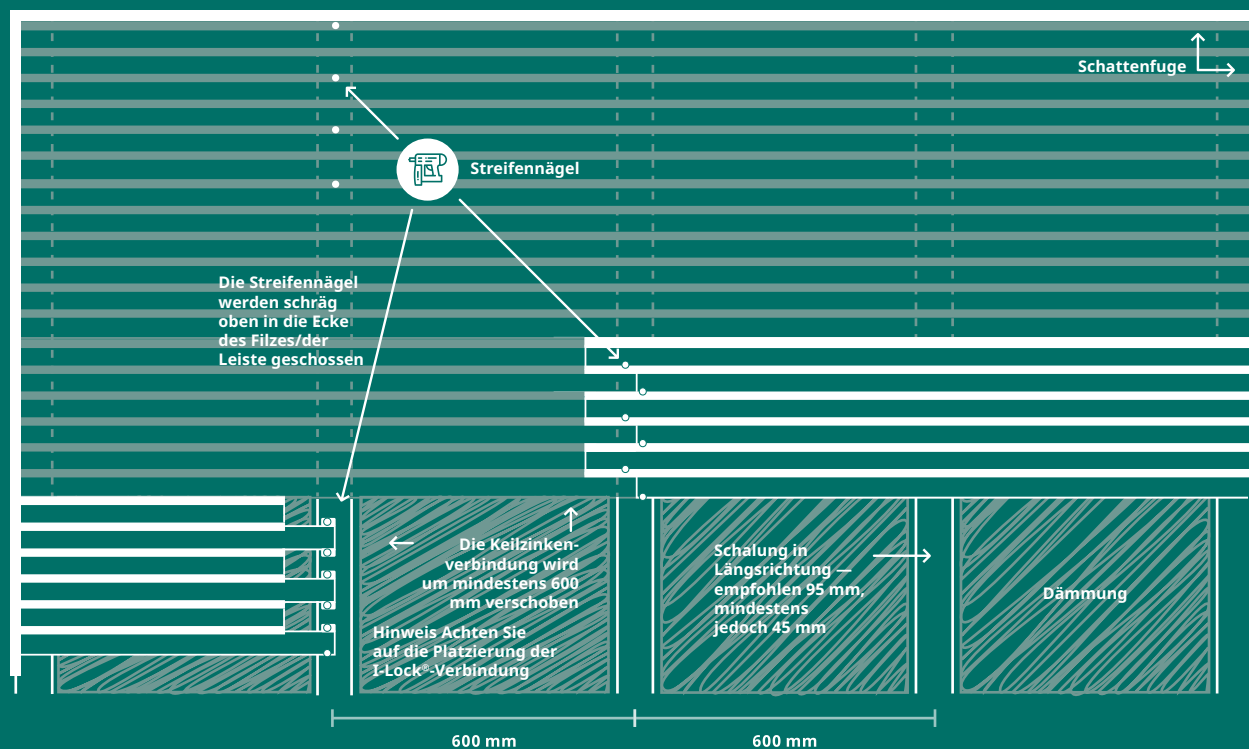 Schattenfuge
Streifennägel
Die Streifennägel
werden schräg
oben in die Ecke
des Filzes/der
Leiste geschossen
Die Keilzinken-
verbindung wird
um mindestens 600
mm verschoben
Hinweis Achten Sie
auf die Platzierung der
I-Lock®-Verbindung
Schalung in
Längsrichtung —
empfohlen 95 mm,
mindestens
jedoch 45 mm
Dämmung
600 mm
600 mm